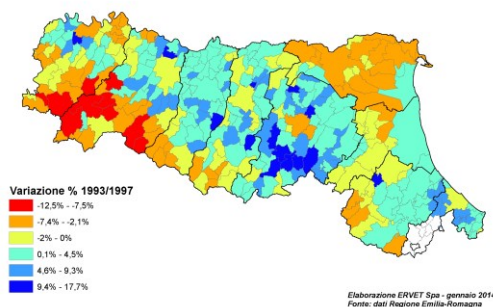 Variazione % 1993/1997
-12,5% - -7,5%
-7,4% - -2,1%
-2% - 0%
0,1% - 4,5%
4,6% - 9,3%
9,4% - 17,7%
Elaborazione ERVET Spa - gennaio 2014
Fonte: dati Regione Emilia-Romagna